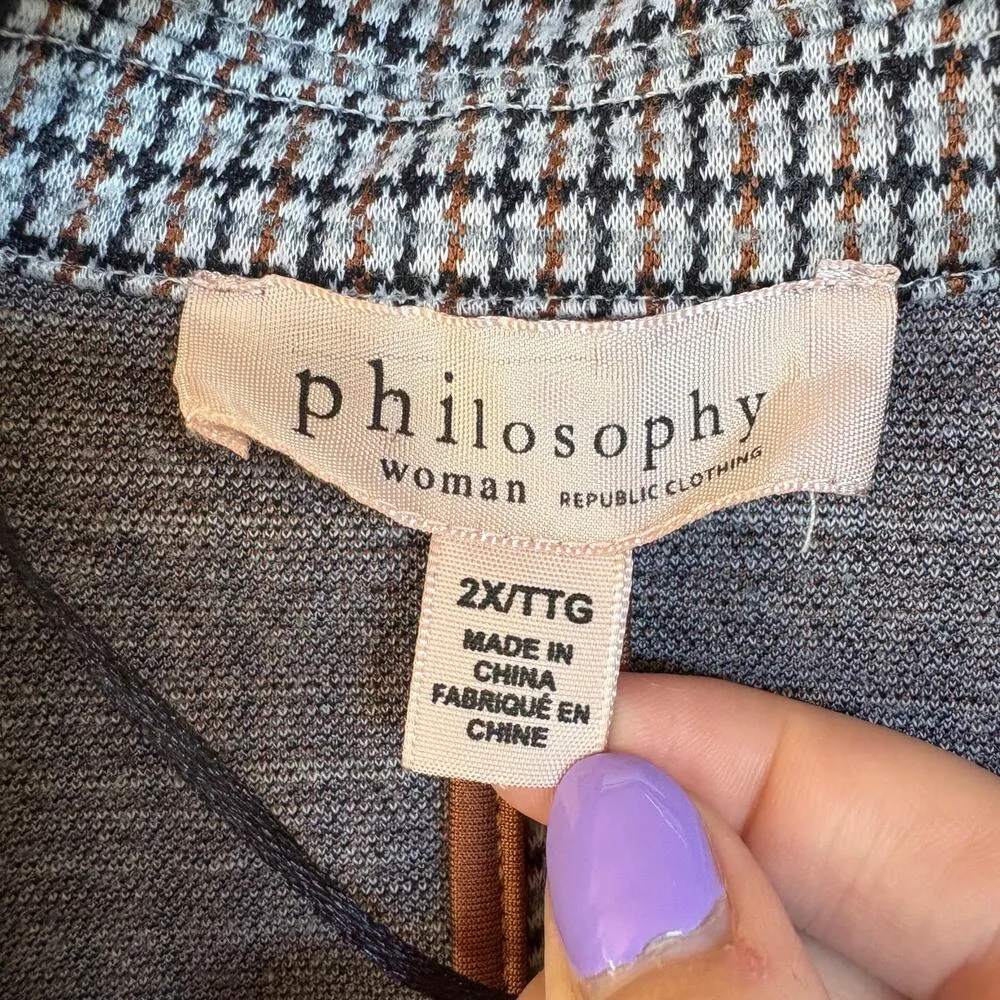 philosophy
woman REPUBLIC CLOTHING
2X/TTG
MADE IN
CHINA
FABRIQUÉ EN
CHINE